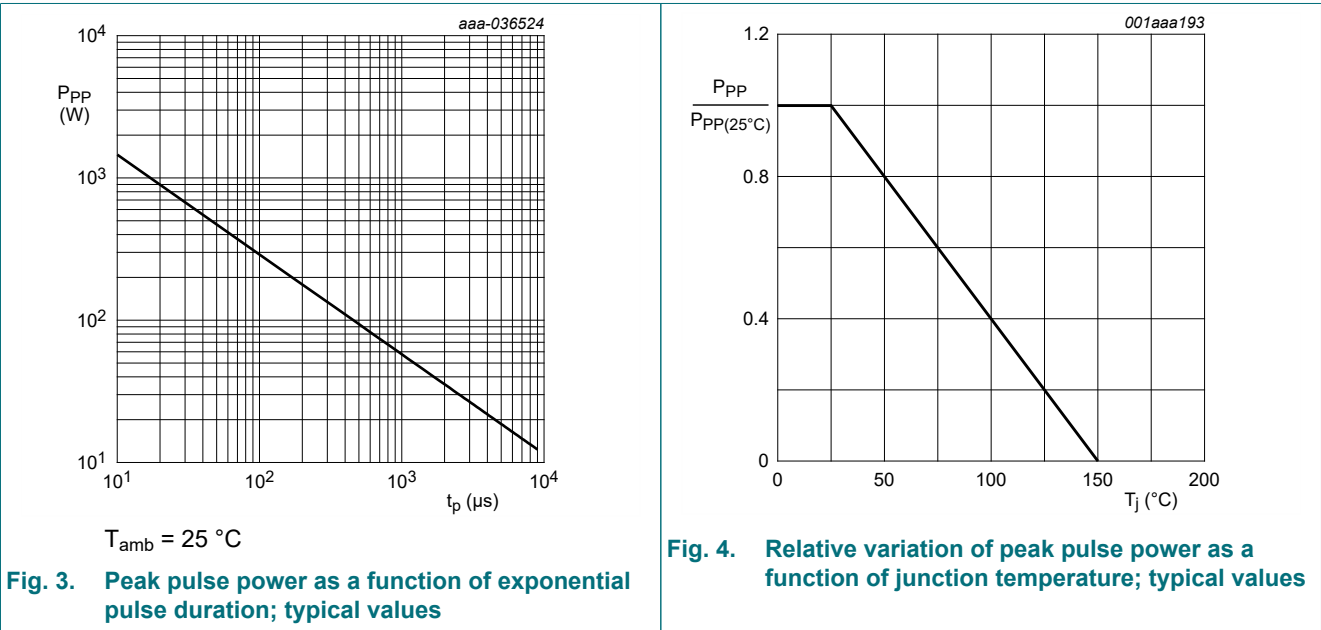 aaa-036524
10⁴
P_PP
(W)
10³
10²
10¹
10¹ 10² 10³ 10⁴
t_p (μs)
T_amb = 25 °C
Fig. 3. Peak pulse power as a function of exponential
pulse duration; typical values
001aaa193
1.2
P_PP
P_PP(25°C)
0.8
0.4
0
0 50 100 150 200
T_j (°C)
Fig. 4. Relative variation of peak pulse power as a
function of junction temperature; typical values